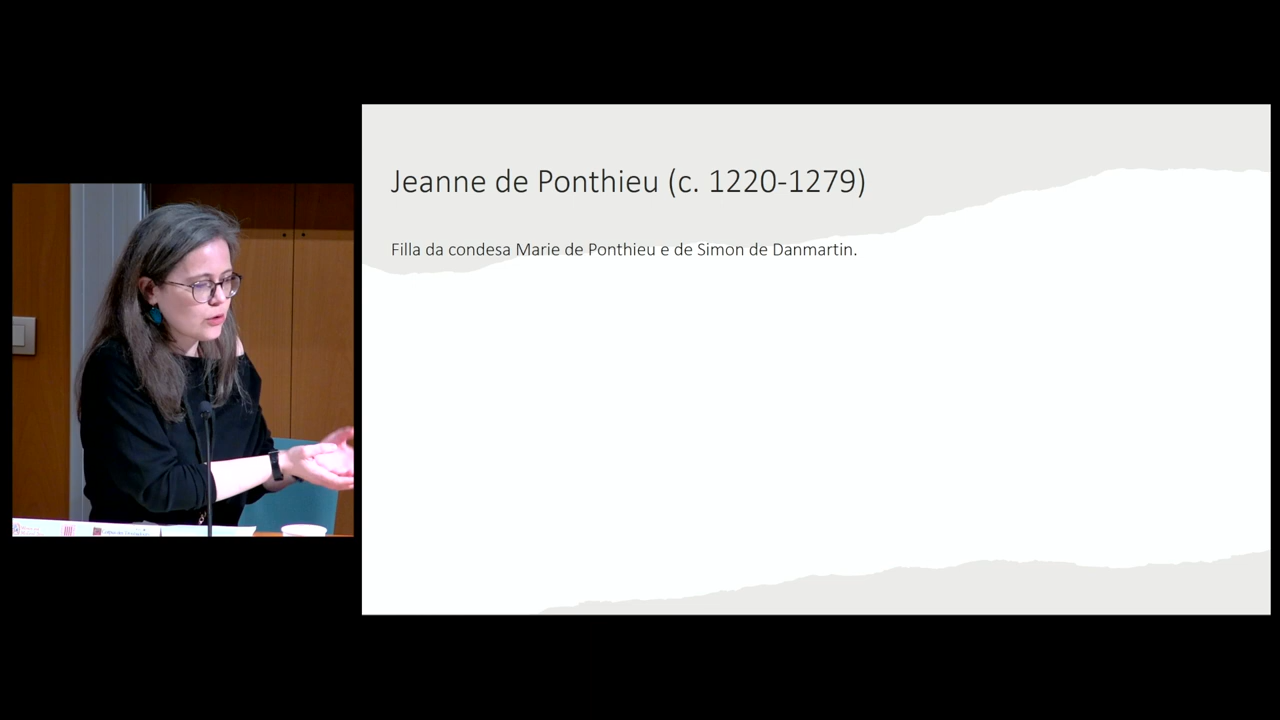 Jeanne de Ponthieu (c. 1220-1279)
Filla da condesa Marie de Ponthieu e de Simon de Danmartin.